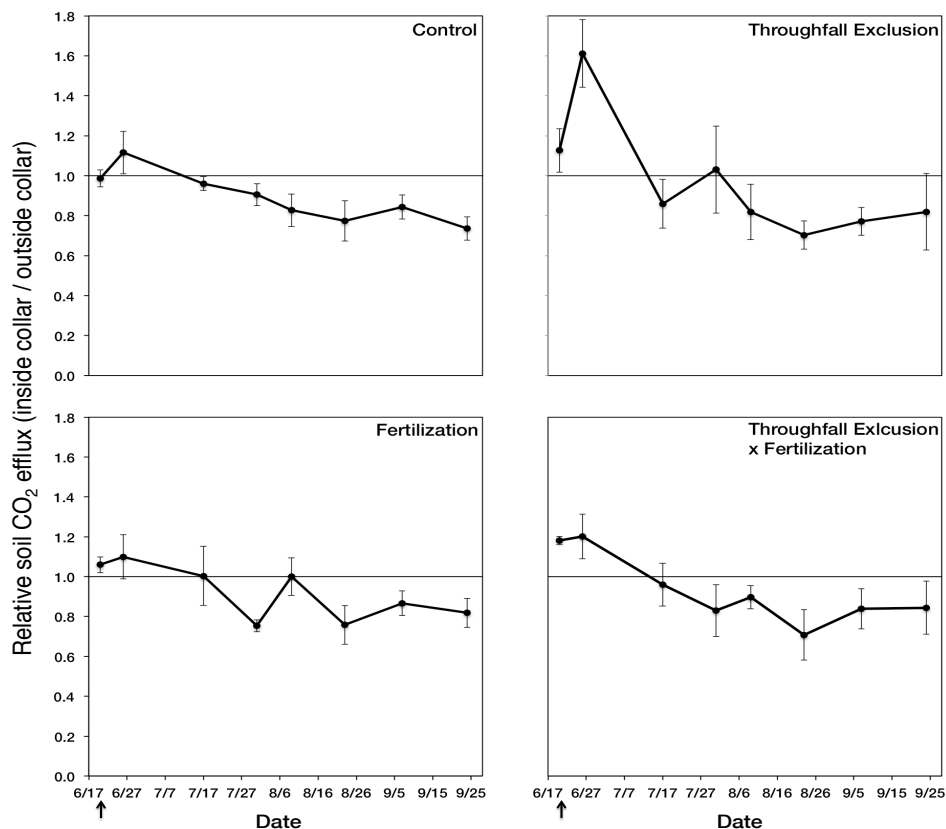 Relative soil CO₂ efflux (inside collar / outside collar)
Control
1.8
1.6
1.4
1.2
1.0
0.8
0.6
0.4
0.2
0.0
Throughfall Exclusion
Fertilization
1.8
1.6
1.4
1.2
1.0
0.8
0.6
0.4
0.2
0.0
6/17 6/27 7/7 7/17 7/27 8/6 8/16 8/26 9/5 9/15 9/25
Date
Throughfall Exlcusion
x Fertilization
6/17 6/27 7/7 7/17 7/27 8/6 8/16 8/26 9/5 9/15 9/25
Date